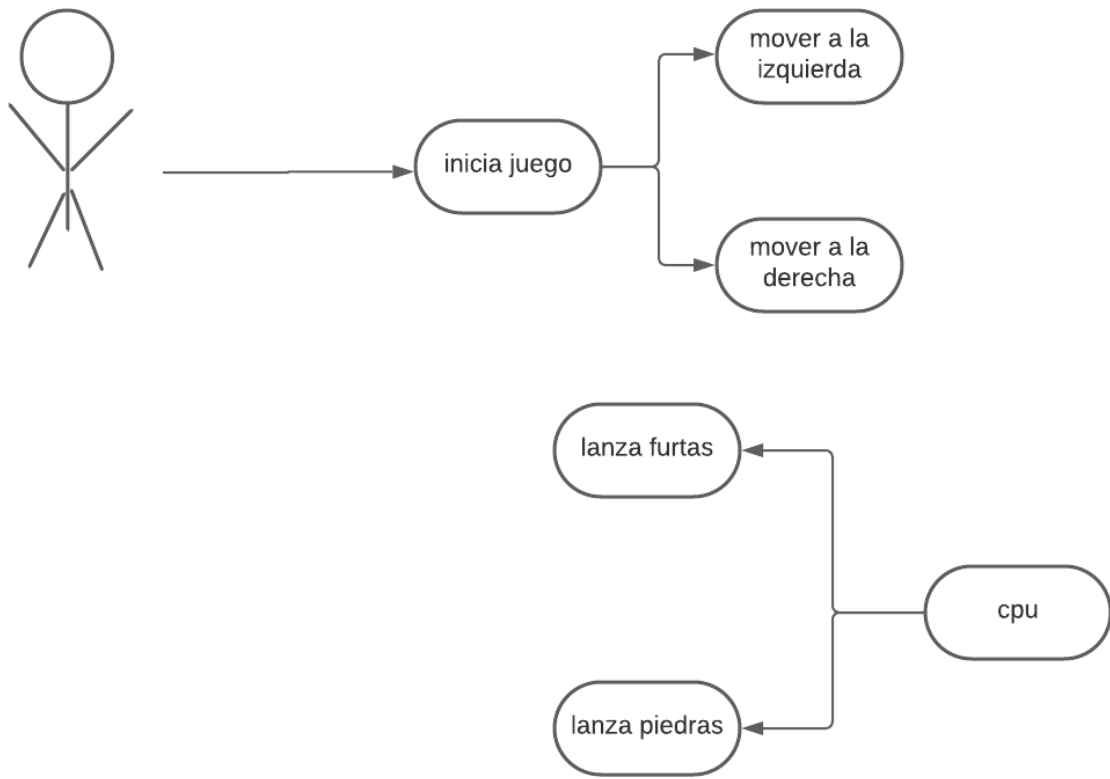 mover a la
izquierda
inicia juego
mover a la
derecha
lanza furtas
cpu
lanza piedras